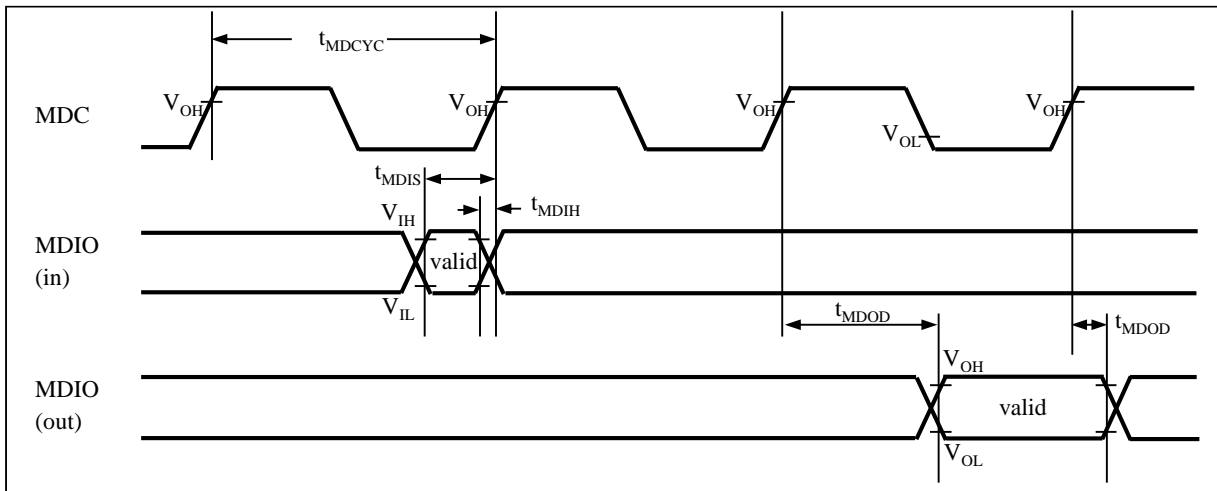 tMDCYC
MDC
VOH
VOH
VOH
VOL
VOH
tMDIS
tMDIH
MDIO
(in)
VIH
valid
VIL
tMDOD
tMDOD
MDIO
(out)
VOH
valid
VOL